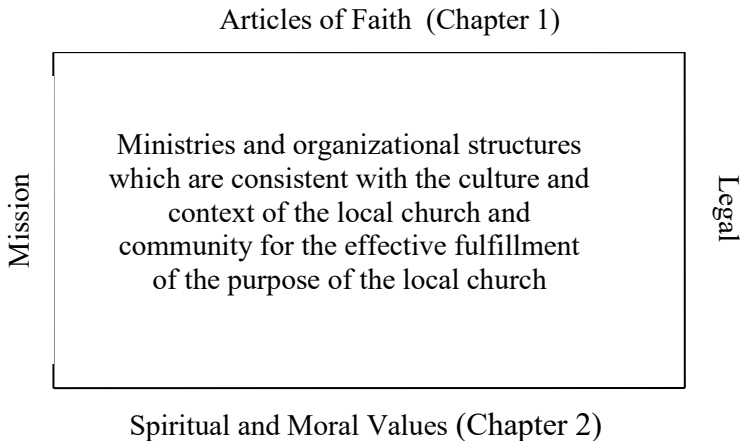 Articles of Faith (Chapter 1)
Mission
Ministries and organizational structures
which are consistent with the culture and
context of the local church and
community for the effective fulfillment
of the purpose of the local church
Legal
Spiritual and Moral Values (Chapter 2)